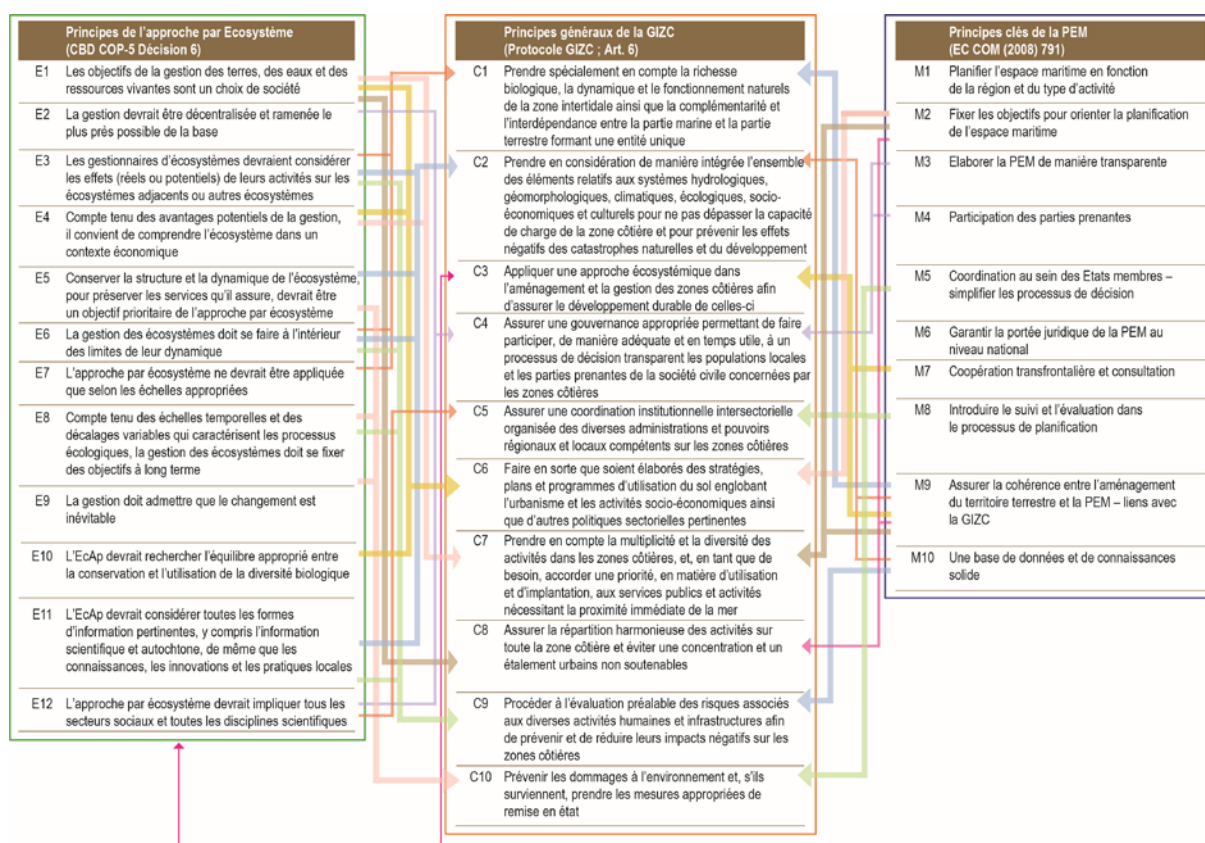 Principes de l'approche par Ecosystème
(CBD COP-5 Décision 6)
E1 Les objectifs de la gestion des terres, des eaux et des
ressources vivantes sont un choix de société
E2 La gestion devrait être décentralisée et ramenée le
plus près possible de la base
E3 Les gestionnaires d'écosystèmes devraient considérer
les effets (réels ou potentiels) de leurs activités sur les
écosystèmes adjacents ou autres écosystèmes
E4 Compte tenu des avantages potentiels de la gestion,
il convient de comprendre l'écosystème dans un
contexte économique
E5 Conserver la structure et la dynamique de l'écosystème,
pour préserver les services qu'il assure, devrait être
un objectif prioritaire de l'approche par écosystème
E6 La gestion des écosystèmes doit se faire à l'intérieur
des limites de leur dynamique
E7 L'approche par écosystème ne devrait être appliquée
que selon les échelles appropriées
E8 Compte tenu des échelles temporelles et des
décalages variables qui caractérisent les processus
écologiques, la gestion des écosystèmes doit se fixer
des objectifs à long terme
E9 La gestion doit admettre que le changement est
inévitable
E10 L'EcAp devrait rechercher l'équilibre approprié entre
la conservation et l'utilisation de la diversité biologique
E11 L'EcAp devrait considérer toutes les formes
d'information pertinentes, y compris l'information
scientifique et autochtone, de même que les
connaissances, les innovations et les pratiques locales
E12 L'approche par écosystème devrait impliquer tous les
secteurs sociaux et toutes les disciplines scientifiques
Principes généraux de la GIZC
(Protocole GIZC ; Art. 6)
C1 Prendre spécialement en compte la richesse
biologique, la dynamique et le fonctionnement naturels
de la zone intertidale ainsi que la complémentarité et
l'interdépendance entre la partie marine et la partie
terrestre formant une entité unique
C2 Prendre en considération de manière intégrée l'ensemble
des éléments relatifs aux systèmes hydrologiques,
géomorphologiques, climatiques, écologiques, socio-
économiques et culturels pour ne pas dépasser la capacité
de charge de la zone côtière et pour prévenir les effets
négatifs des catastrophes naturelles et du développement
C3 Appliquer une approche écosystémique dans
l'aménagement et la gestion des zones côtières afin
d'assurer le développement durable de celles-ci
C4 Assurer une gouvernance appropriée permettant de faire
participer, de manière adéquate et en temps utile, à un
processus de décision transparent les populations locales
et les parties prenantes de la société civile concernées par
les zones côtières
C5 Assurer une coordination institutionnelle intersectorielle
organisée des diverses administrations et pouvoirs
régionaux et locaux compétents sur les zones côtières
C6 Faire en sorte que soient élaborés des stratégies,
plans et programmes d'utilisation du sol englobant
l'urbanisme et les activités socio-économiques ainsi
que d'autres politiques sectorielles pertinentes
C7 Prendre en compte la multiplicité et la diversité des
activités dans les zones côtières, et, en tant que de
besoin, accorder une priorité, en matière d'utilisation
et d'implantation, aux services publics et activités
nécessitant la proximité immédiate de la mer
C8 Assurer la répartition harmonieuse des activités sur
toute la zone côtière et éviter une concentration et un
étalement urbains non soutenables
C9 Procéder à l'évaluation préalable des risques associés
aux diverses activités humaines et infrastructures afin
de prévenir et de réduire leurs impacts négatifs sur les
zones côtières
C10 Prévenir les dommages à l'environnement et, s'ils
surviennent, prendre les mesures appropriées de
remise en état
Principes clés de la PEM
(EC COM (2008) 791)
M1 Planifier l'espace maritime en fonction
de la région et du type d'activité
M2 Fixer les objectifs pour orienter la planification
de l'espace maritime
M3 Elaborer la PEM de manière transparente
M4 Participation des parties prenantes
M5 Coordination au sein des Etats membres –
simplifier les processus de décision
M6 Garantir la portée juridique de la PEM au
niveau national
M7 Coopération transfrontalière et consultation
M8 Introduire le suivi et l'évaluation dans
le processus de planification
M9 Assurer la cohérence entre l'aménagement
du territoire terrestre et la PEM – liens avec
la GIZC
M10 Une base de données et de connaissances
solide